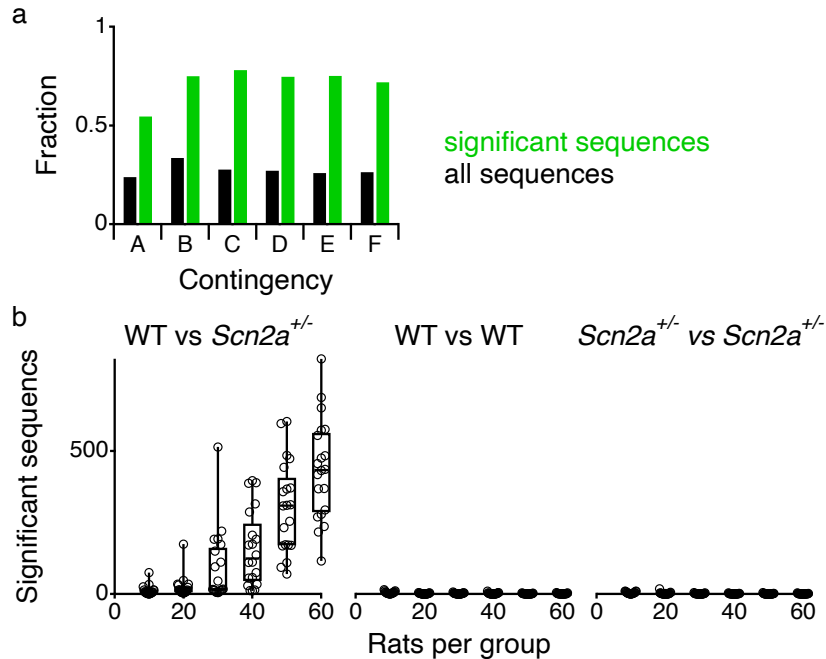 a
1
0.5
0
Fraction
A B C D E F
Contingency
significant sequences
all sequences
b
WT vs Scn2a+/-
WT vs WT
Scn2a+/- vs Scn2a+/-
Significant sequencs
500
0
0 20 40 60
0 20 40 60
0 20 40 60
Rats per group